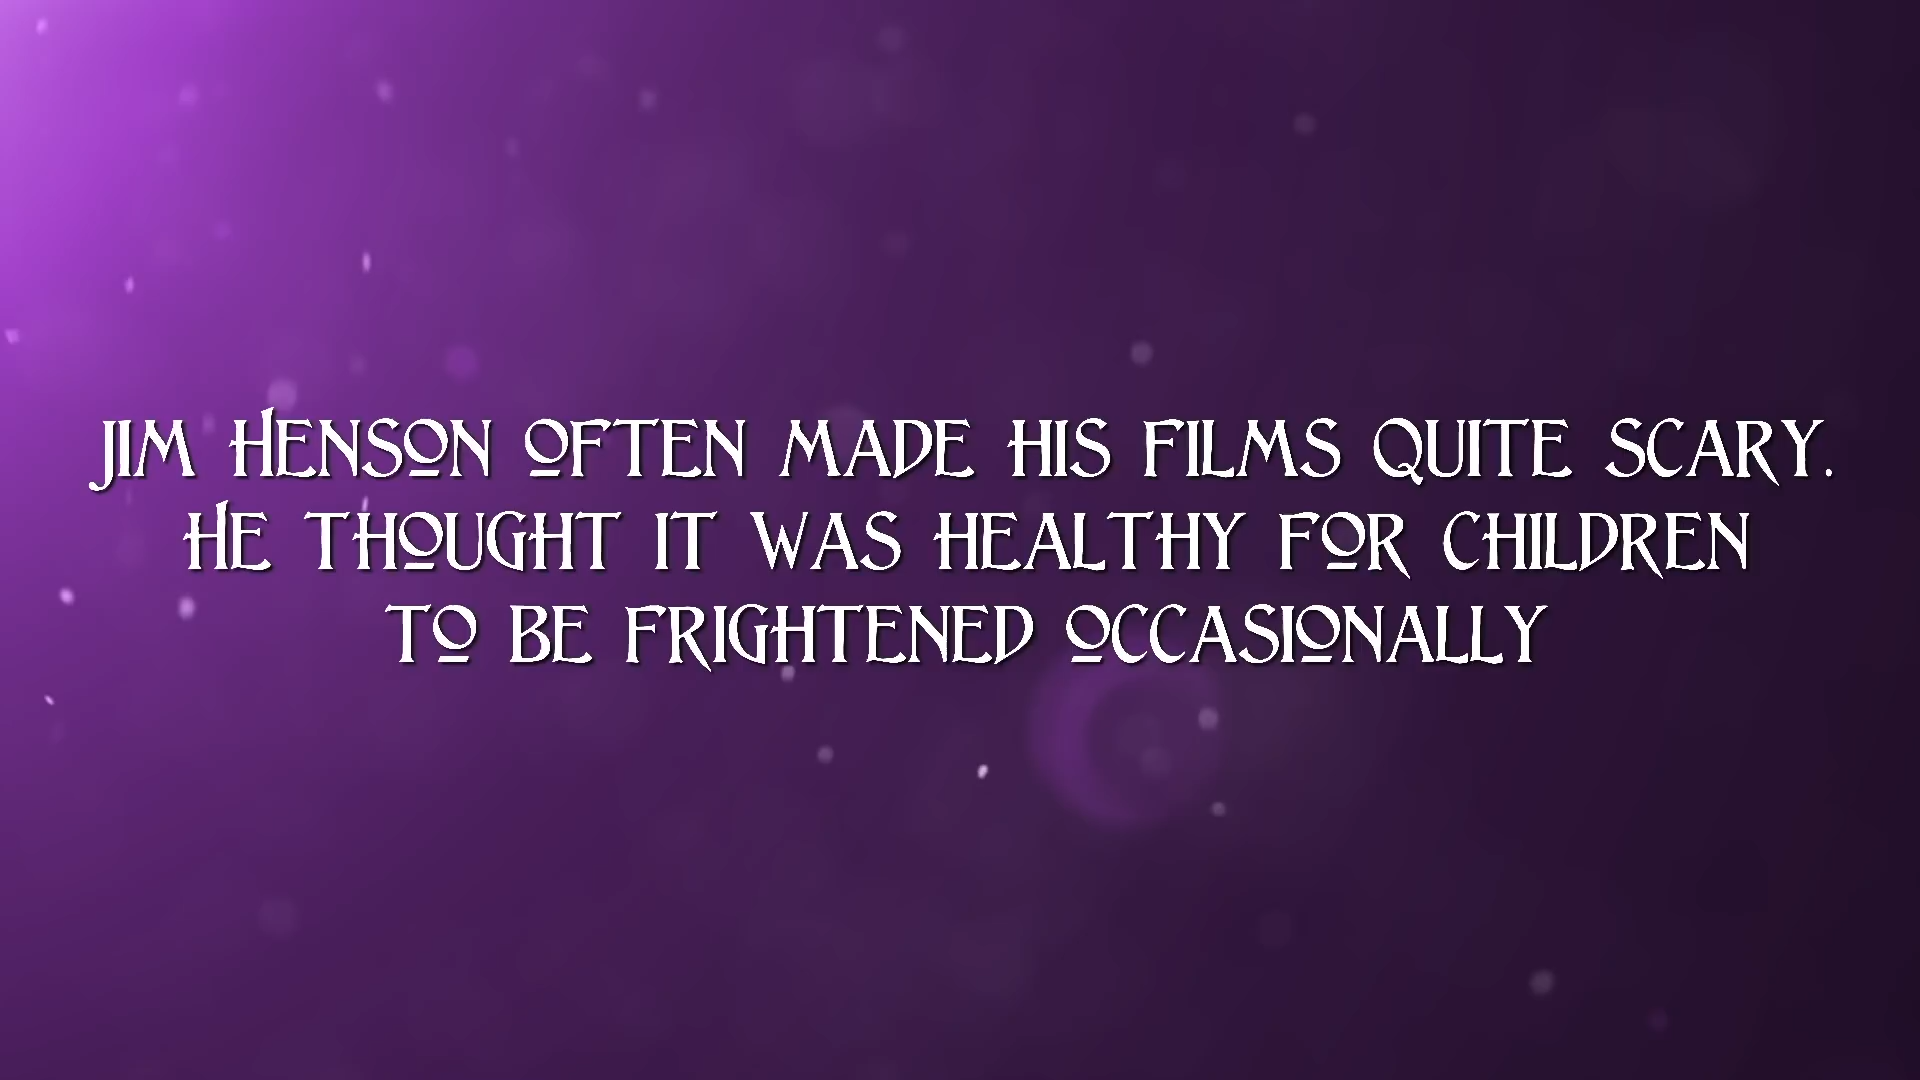 JIM HENSON OFTEN MADE HIS FILMS QUITE SCARY.
HE THOUGHT IT WAS HEALTHY FOR CHILDREN
TO BE FRIGHTENED OCCASIONALLY